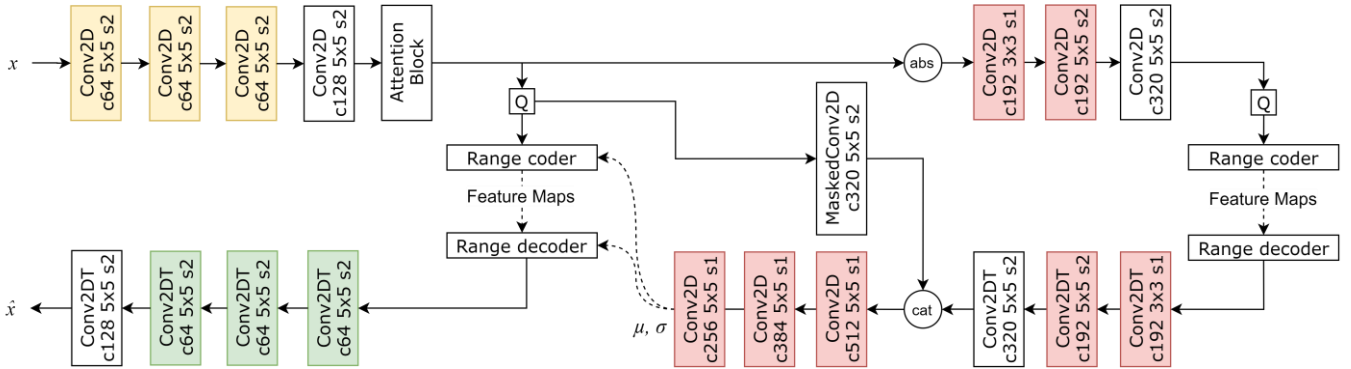 x
Conv2D
c64 5x5 s2
Conv2D
c64 5x5 s2
Conv2D
c64 5x5 s2
Conv2D
c128 5x5 s2
Attention
Block
abs
Conv2D
c192 3x3 s1
Conv2D
c192 5x5 s2
Conv2D
c320 5x5 s2
Q
Q
MaskedConv2D
c320 5x5 s2
Range coder
Feature Maps
Range decoder
Range coder
Feature Maps
Range decoder
x̂
Conv2DT
c128 5x5 s2
Conv2DT
c64 5x5 s2
Conv2DT
c64 5x5 s2
Conv2DT
c64 5x5 s2
μ, σ
Conv2D
c256 5x5 s1
Conv2D
c384 5x5 s1
Conv2D
c512 5x5 s1
cat
Conv2DT
c320 5x5 s2
Conv2DT
c192 5x5 s2
Conv2DT
c192 3x3 s1